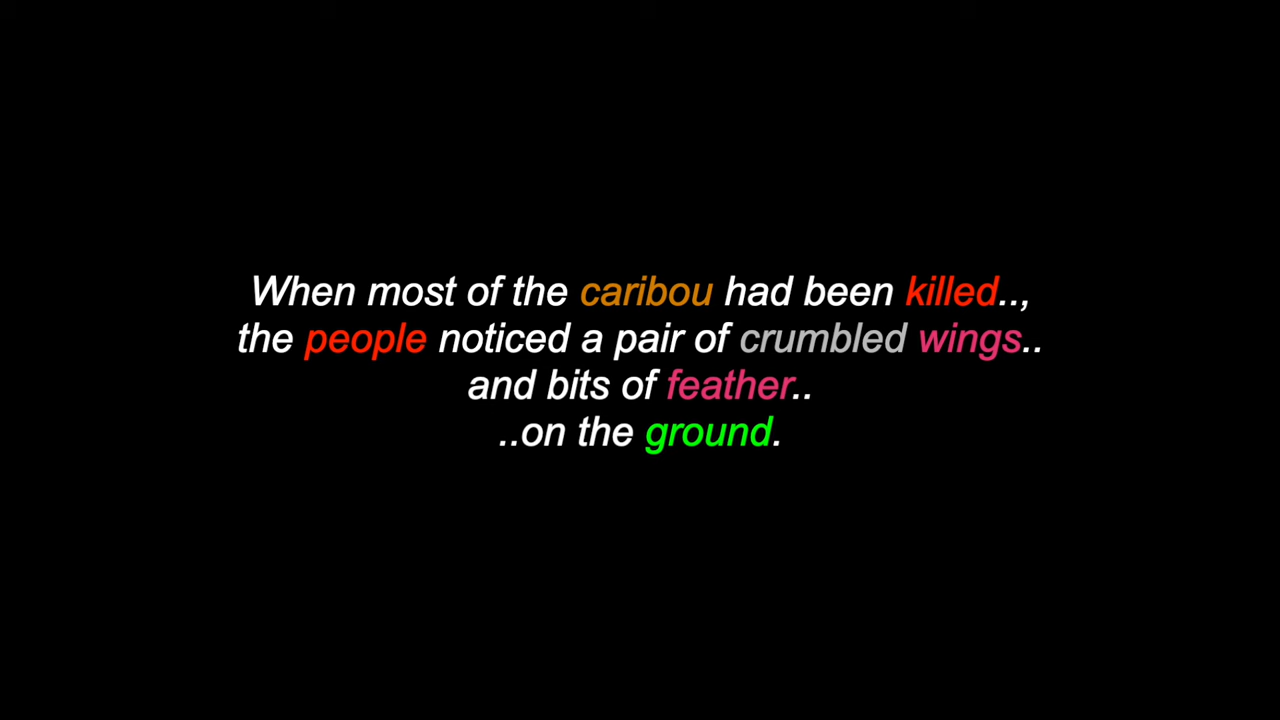 When most of the caribou had been killed..,
the people noticed a pair of crumbled wings..
and bits of feather..
..on the ground.